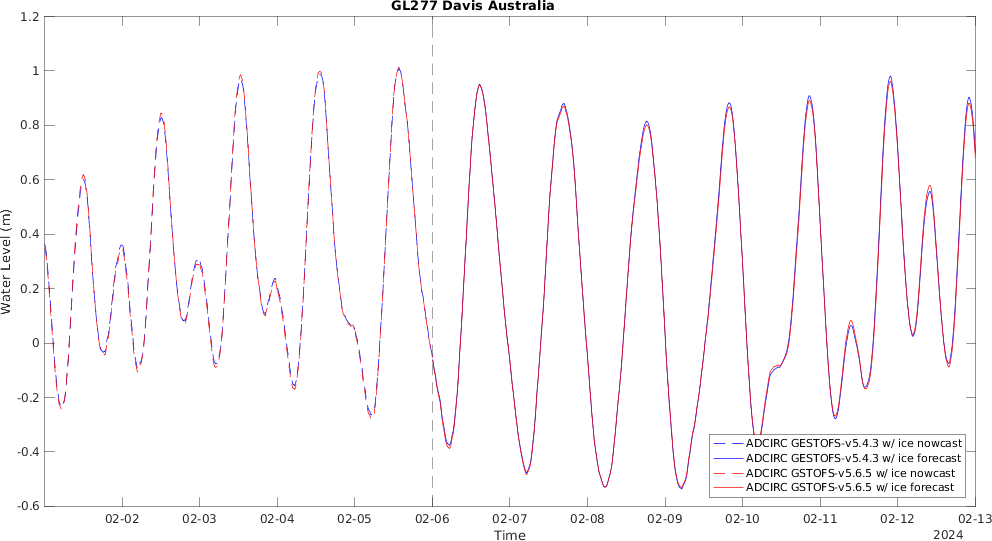 GL277 Davis Australia
1.2
1
0.8
0.6
0.4
0.2
0
-0.2
-0.4
-0.6
Water Level (m)
ADCIRC GESTOFS-v5.4.3 w/ ice nowcast
ADCIRC GESTOFS-v5.4.3 w/ ice forecast
ADCIRC GSTOFS-v5.6.5 w/ ice nowcast
ADCIRC GSTOFS-v5.6.5 w/ ice forecast
02-02 02-03 02-04 02-05 02-06 02-07 02-08 02-09 02-10 02-11 02-12 02-13
Time
2024